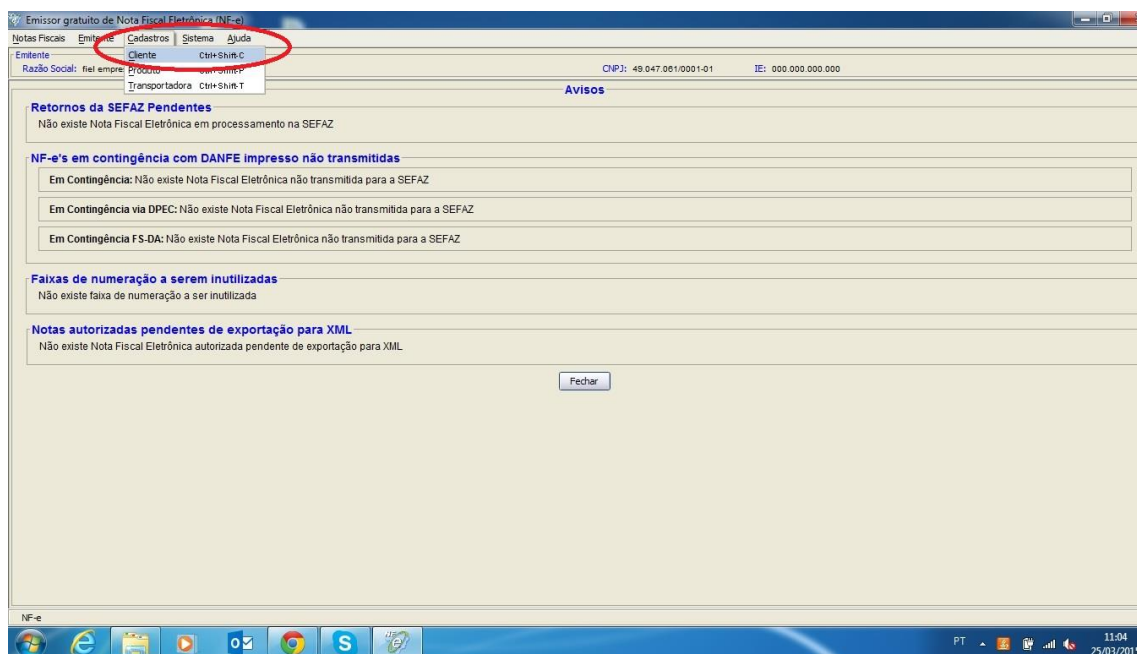 Emissor gratuito de Nota Fiscal Eletrônica (NF-e)
Notas Fiscais Emitente Cadastros Sistema Ajuda
Cliente Ctrl+Shift-C
Produto Ctrl+Shift-P
Transportadora Ctrl+Shift-T
Emitente
Razão Social: fiel empre CNPJ: 49.047.061/0001-01 IE: 000.000.000.000
Avisos
Retornos da SEFAZ Pendentes
Não existe Nota Fiscal Eletrônica em processamento na SEFAZ
NF-e's em contingência com DANFE impresso não transmitidas
Em Contingência: Não existe Nota Fiscal Eletrônica não transmitida para a SEFAZ
Em Contingência via DPEC: Não existe Nota Fiscal Eletrônica não transmitida para a SEFAZ
Em Contingência FS-DA: Não existe Nota Fiscal Eletrônica não transmitida para a SEFAZ
Faixas de numeração a serem inutilizadas
Não existe faixa de numeração a ser inutilizada
Notas autorizadas pendentes de exportação para XML
Não existe Nota Fiscal Eletrônica autorizada pendente de exportação para XML
Fechar
NF-e
PT 11:04